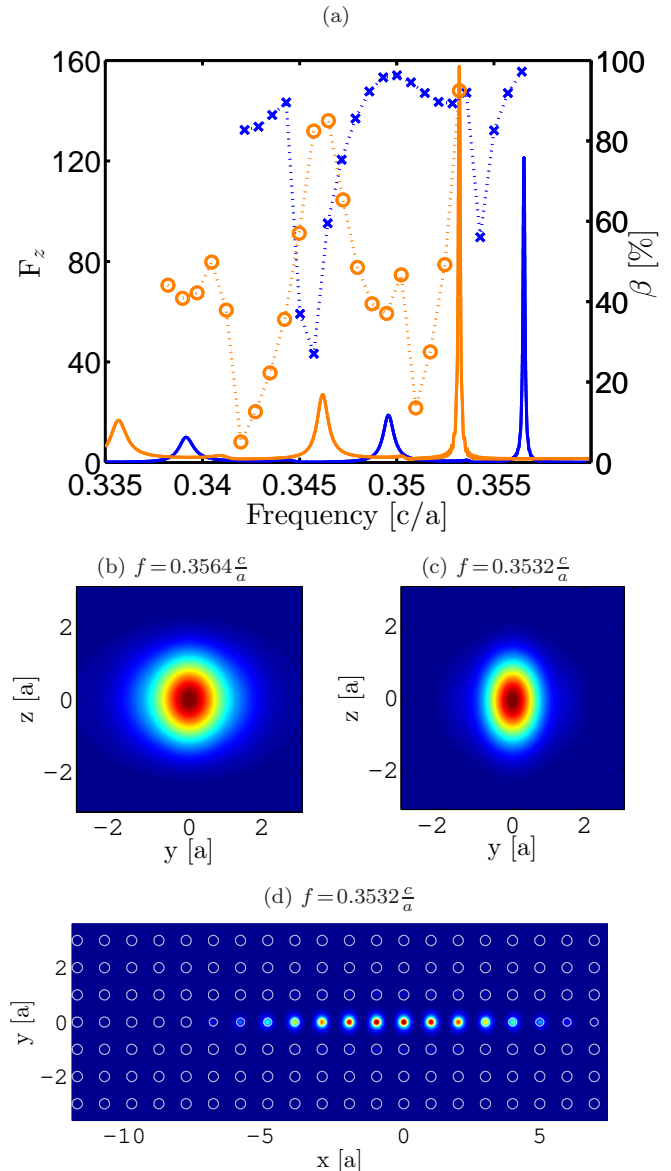 (a)
160
120
80
40
0
F_z
100
80
60
40
20
0
β [%]
0.335 0.34 0.345 0.35 0.355
Frequency [c/a]
(b) f=0.3564 c/a
(c) f=0.3532 c/a
2
0
−2
z [a]
−2 0 2
y [a]
2
0
−2
z [a]
−2 0 2
y [a]
(d) f=0.3532 c/a
2
0
−2
y [a]
−10 −5 0 5
x [a]